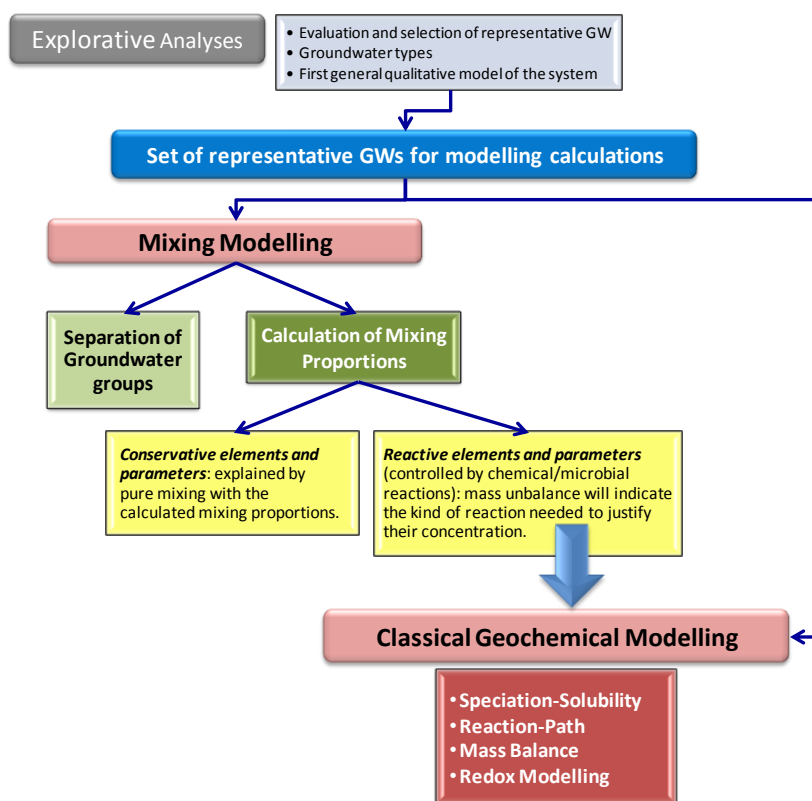 Explorative Analyses
• Evaluation and selection of representative GW
• Groundwater types
• First general qualitative model of the system
Set of representative GWs for modelling calculations
Mixing Modelling
Separation of
Groundwater
groups
Calculation of Mixing
Proportions
Conservative elements and
parameters: explained by
pure mixing with the
calculated mixing proportions.
Reactive elements and parameters
(controlled by chemical/microbial
reactions): mass unbalance will indicate
the kind of reaction needed to justify
their concentration.
Classical Geochemical Modelling
• Speciation-Solubility
• Reaction-Path
• Mass Balance
• Redox Modelling